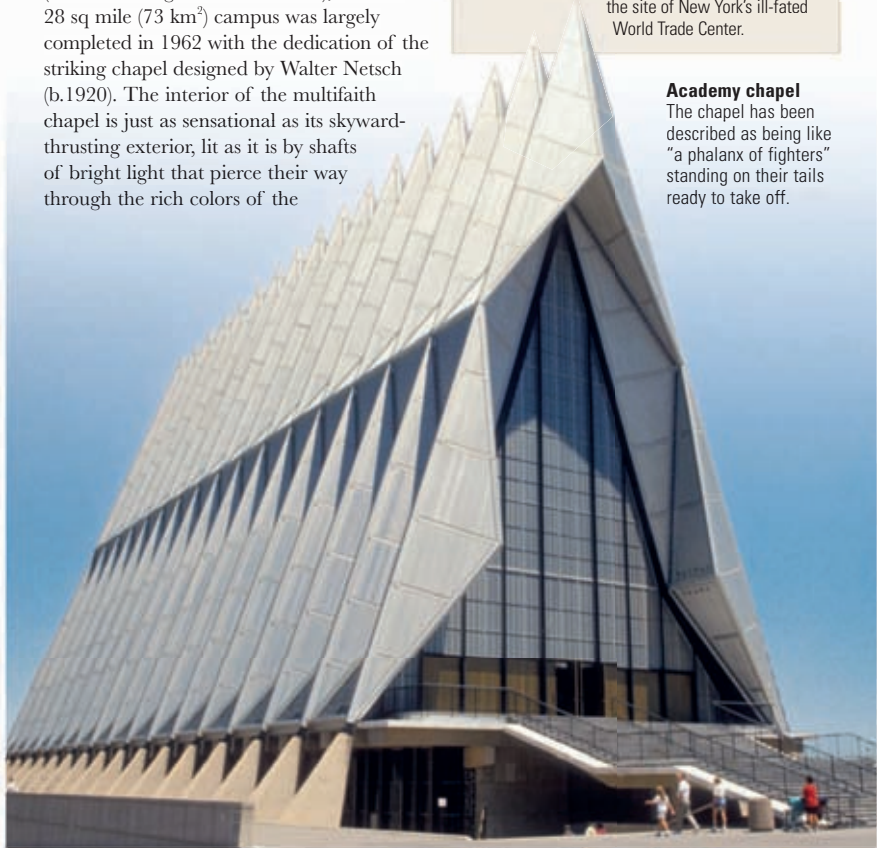 28 sq mile (73 km²) campus was largely
completed in 1962 with the dedication of the
striking chapel designed by Walter Netsch
(b.1920). The interior of the multifaith
chapel is just as sensational as its skyward-
thrusting exterior, lit as it is by shafts
of bright light that pierce their way
through the rich colors of the
the site of New York's ill-fated
World Trade Center.
Academy chapel
The chapel has been
described as being like
"a phalanx of fighters"
standing on their tails
ready to take off.